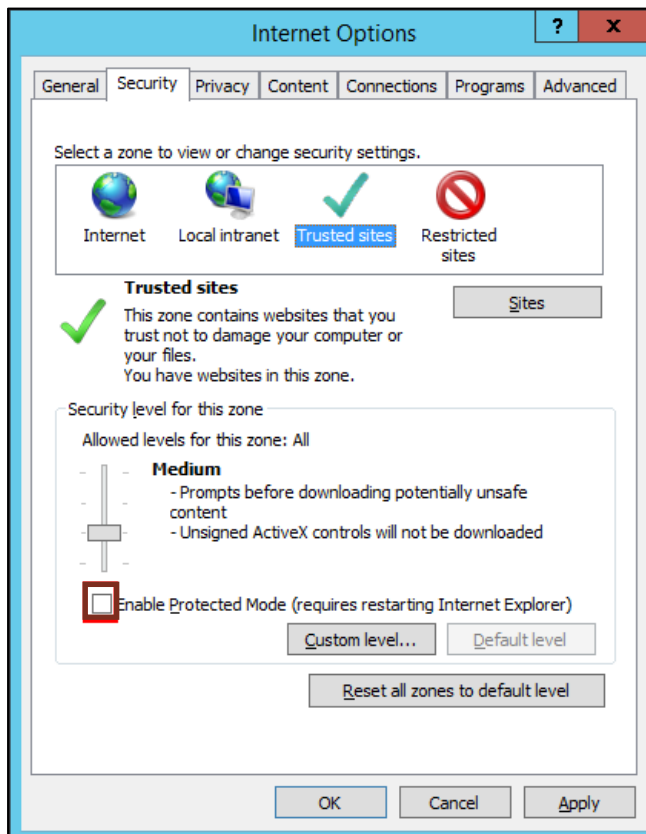 Internet Options
? x
General Security Privacy Content Connections Programs Advanced
Select a zone to view or change security settings.
Internet Local intranet Trusted sites Restricted
sites
Trusted sites
Sites
This zone contains websites that you
trust not to damage your computer or
your files.
You have websites in this zone.
Security level for this zone
Allowed levels for this zone: All
Medium
- Prompts before downloading potentially unsafe
content
- Unsigned ActiveX controls will not be downloaded
Enable Protected Mode (requires restarting Internet Explorer)
Custom level... Default level
Reset all zones to default level
OK Cancel Apply